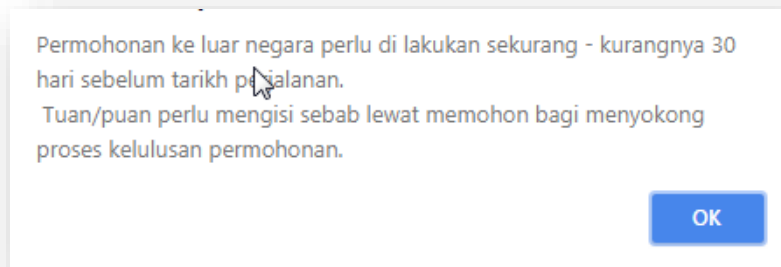 Permohonan ke luar negara perlu di lakukan sekurang - kurangnya 30
hari sebelum tarikh perjalanan.
Tuan/puan perlu mengisi sebab lewat memohon bagi menyokong
proses kelulusan permohonan.
OK